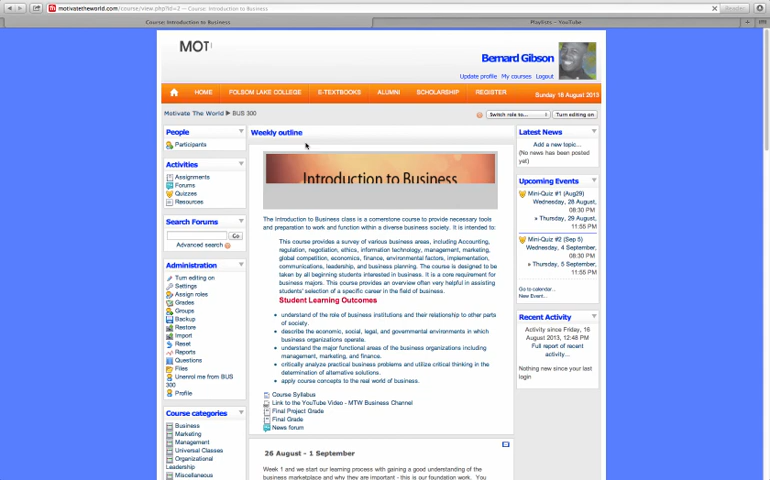 motivatetheworld.com/course/view.php?id=2 — Course: Introduction to Business
Reader
Course: Introduction to Business
Playlists - YouTube
MOT
Bernard Gibson
Update profile My courses Logout
HOME FOLSOM LAKE COLLEGE E-TEXTBOOKS ALUMNI SCHOLARSHIP REGISTER
Sunday 18 August 2013
Motivate The World ▶ BUS 300
Switch role to...
Turn editing on
People
Participants
Activities
Assignments
Forums
Quizzes
Resources
Search Forums
Go
Advanced search
Administration
Turn editing on
Settings
Assign roles
Grades
Groups
Backup
Restore
Import
Reset
Reports
Questions
Files
Unenrol me from BUS
300
Profile
Course categories
Business
Marketing
Management
Universal Classes
Organizational
Leadership
Miscellaneous
Weekly outline
Introduction to Business
The Introduction to Business class is a cornerstone course to provide necessary tools
and preparation to work and function within a diverse business society. It is intended to:
This course provides a survey of various business areas, including Accounting,
regulation, negotiation, ethics, information technology, management, marketing,
global competition, economics, finance, environmental factors, implementation,
communications, leadership, and business planning. The course is designed to be
taken by all beginning students interested in business. It is a core requirement for
business majors. This course provides an overview often very helpful in assisting
students' selection of a specific career in the field of business.
Student Learning Outcomes
understand of the role of business institutions and their relationship to other parts
of society.
describe the economic, social, legal, and governmental environments in which
business organizations operate.
understand the major functional areas of the business organizations including
management, marketing, and finance.
critically analyze practical business problems and utilize critical thinking in the
determination of alternative solutions.
apply course concepts to the real world of business.
Course Syllabus
Link to the YouTube Video - MTW Business Channel
Final Project Grade
Final Grade
News forum
26 August - 1 September
Week 1 and we start our learning process with gaining a good understanding of the
business marketplace and why they are important - this is our foundation work. You
Latest News
Add a new topic...
(No news has been posted
yet)
Upcoming Events
Mini-Quiz #1 (Aug29)
Wednesday, 28 August,
08:30 PM
» Thursday, 29 August,
11:55 PM
Mini-Quiz #2 (Sep 5)
Wednesday, 4 September,
08:30 PM
» Thursday, 5 September,
11:55 PM
Go to calendar...
New Event...
Recent Activity
Activity since Friday, 16
August 2013, 12:48 PM
Full report of recent
activity...
Nothing new since your last
login